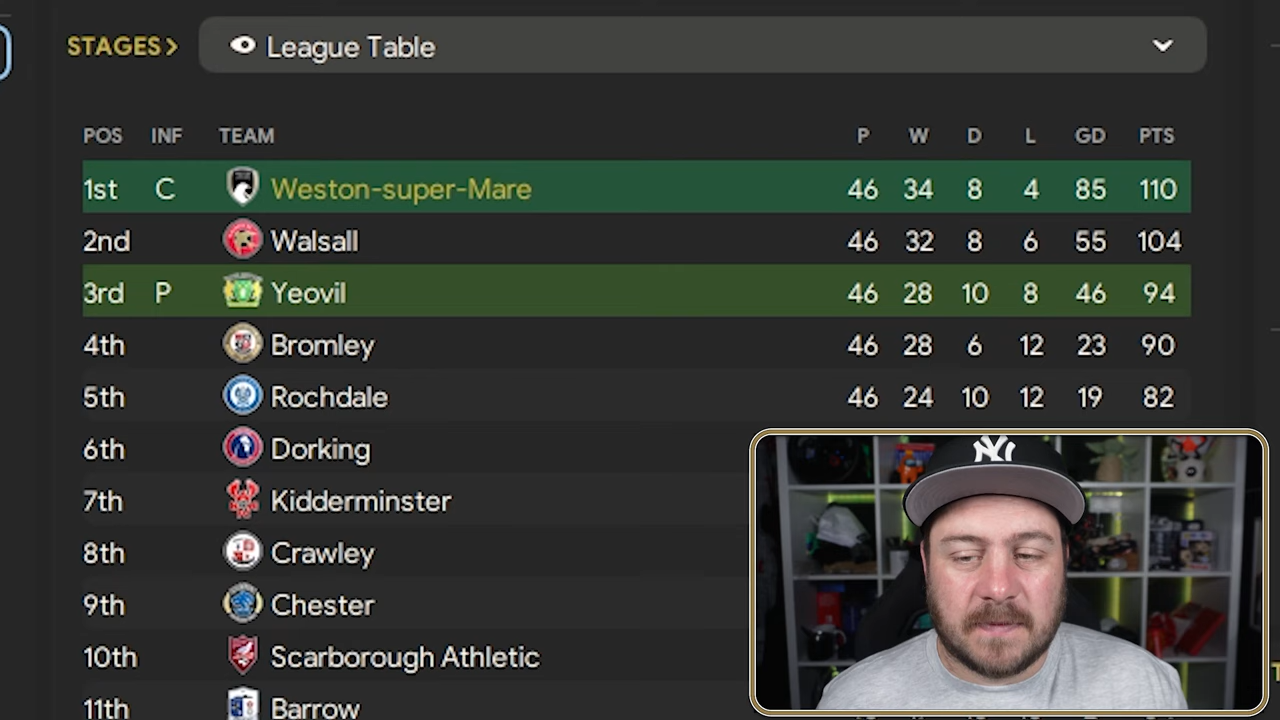 STAGES> League Table
POS INF TEAM P W D L GD PTS
1st C Weston-super-Mare 46 34 8 4 85 110
2nd Walsall 46 32 8 6 55 104
3rd P Yeovil 46 28 10 8 46 94
4th Bromley 46 28 6 12 23 90
5th Rochdale 46 24 10 12 19 82
6th Dorking
7th Kidderminster
8th Crawley
9th Chester
10th Scarborough Athletic
11th Barrow
NY